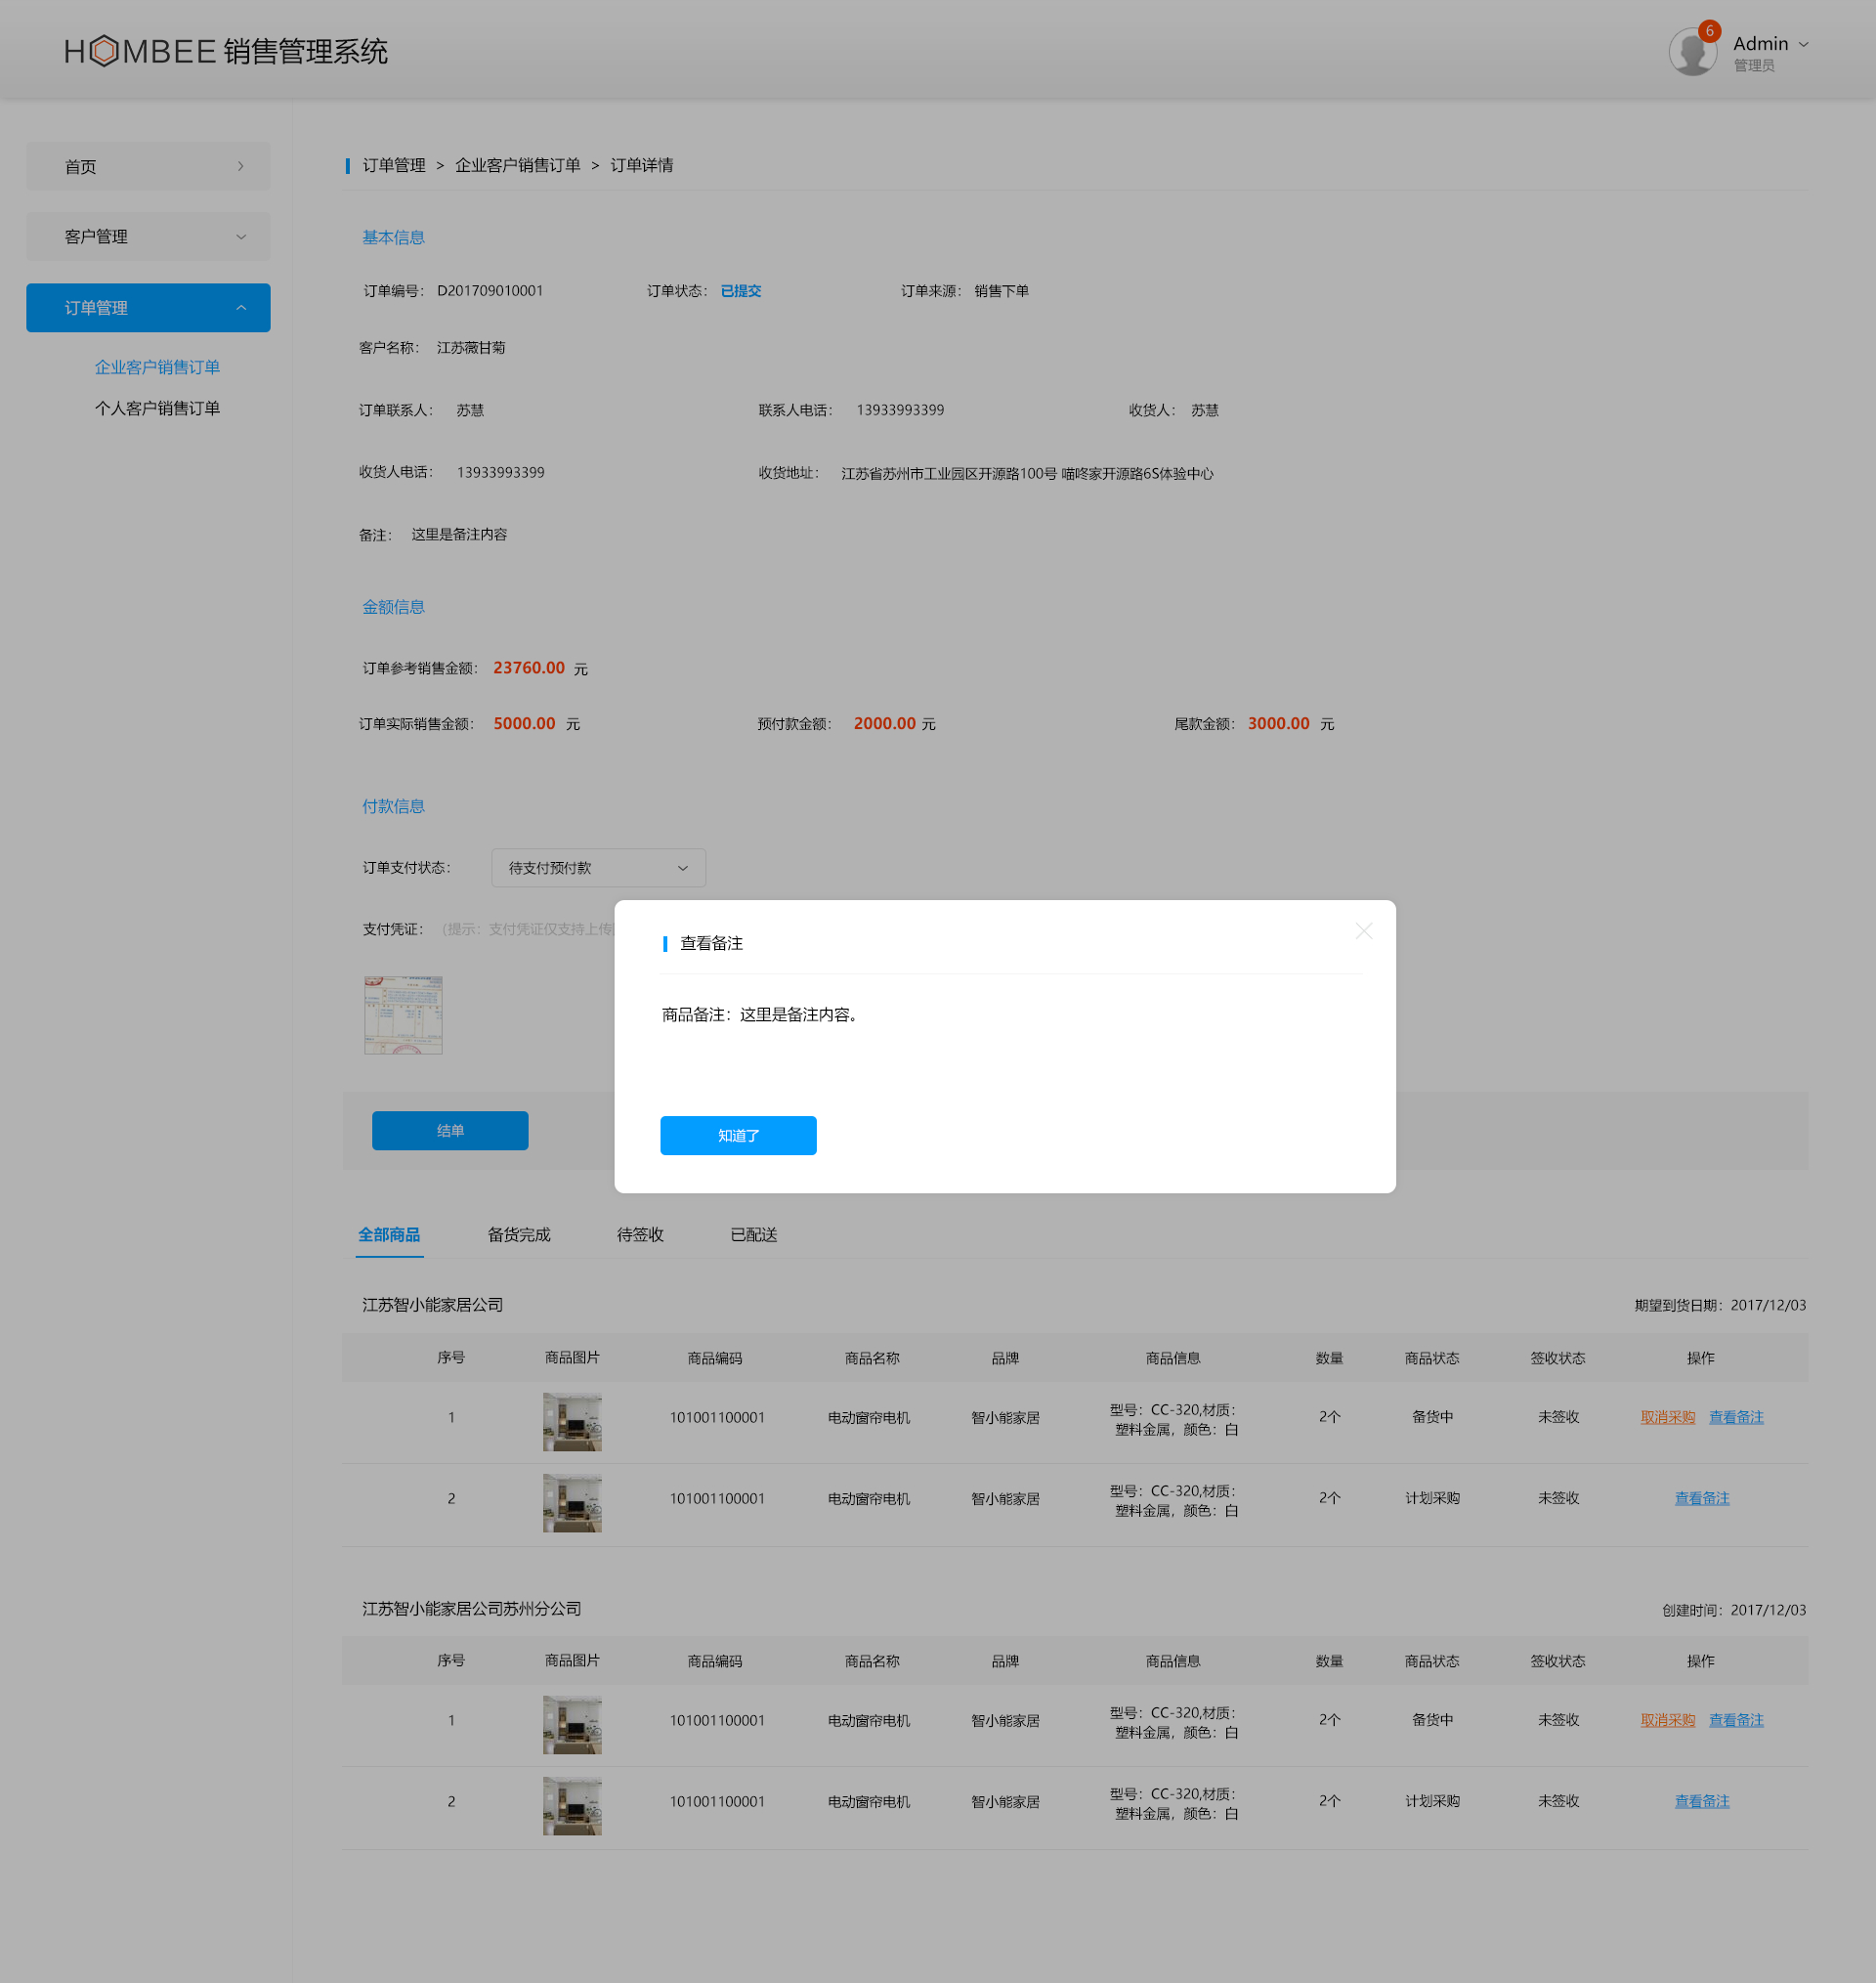 HOMBEE 销售管理系统
6
Admin
管理员
首页
客户管理
订单管理
企业客户销售订单
个人客户销售订单
订单管理 > 企业客户销售订单 > 订单详情
基本信息
订单编号： D201709010001 订单状态： 已提交 订单来源： 销售下单
客户名称： 江苏薇甘菊
订单联系人： 苏慧 联系人电话： 13933993399 收货人： 苏慧
收货人电话： 13933993399 收货地址： 江苏省苏州市工业园区开源路100号 喵咚家开源路6S体验中心
备注： 这里是备注内容
金额信息
订单参考销售金额： 23760.00 元
订单实际销售金额： 5000.00 元 预付款金额： 2000.00 元 尾款金额： 3000.00 元
付款信息
订单支付状态： 待支付预付款
支付凭证： （提示：支付凭证仅支持上传
查看备注
商品备注：这里是备注内容。
知道了
结单
全部商品 备货完成 待签收 已配送
江苏智小能家居公司 期望到货日期：2017/12/03
序号 商品图片 商品编码 商品名称 品牌 商品信息 数量 商品状态 签收状态 操作
1 101001100001 电动窗帘电机 智小能家居 型号：CC-320,材质： 2个 备货中 未签收 取消采购 查看备注
塑料金属，颜色：白
2 101001100001 电动窗帘电机 智小能家居 型号：CC-320,材质： 2个 计划采购 未签收 查看备注
塑料金属，颜色：白
江苏智小能家居公司苏州分公司 创建时间：2017/12/03
序号 商品图片 商品编码 商品名称 品牌 商品信息 数量 商品状态 签收状态 操作
1 101001100001 电动窗帘电机 智小能家居 型号：CC-320,材质： 2个 备货中 未签收 取消采购 查看备注
塑料金属，颜色：白
2 101001100001 电动窗帘电机 智小能家居 型号：CC-320,材质： 2个 计划采购 未签收 查看备注
塑料金属，颜色：白